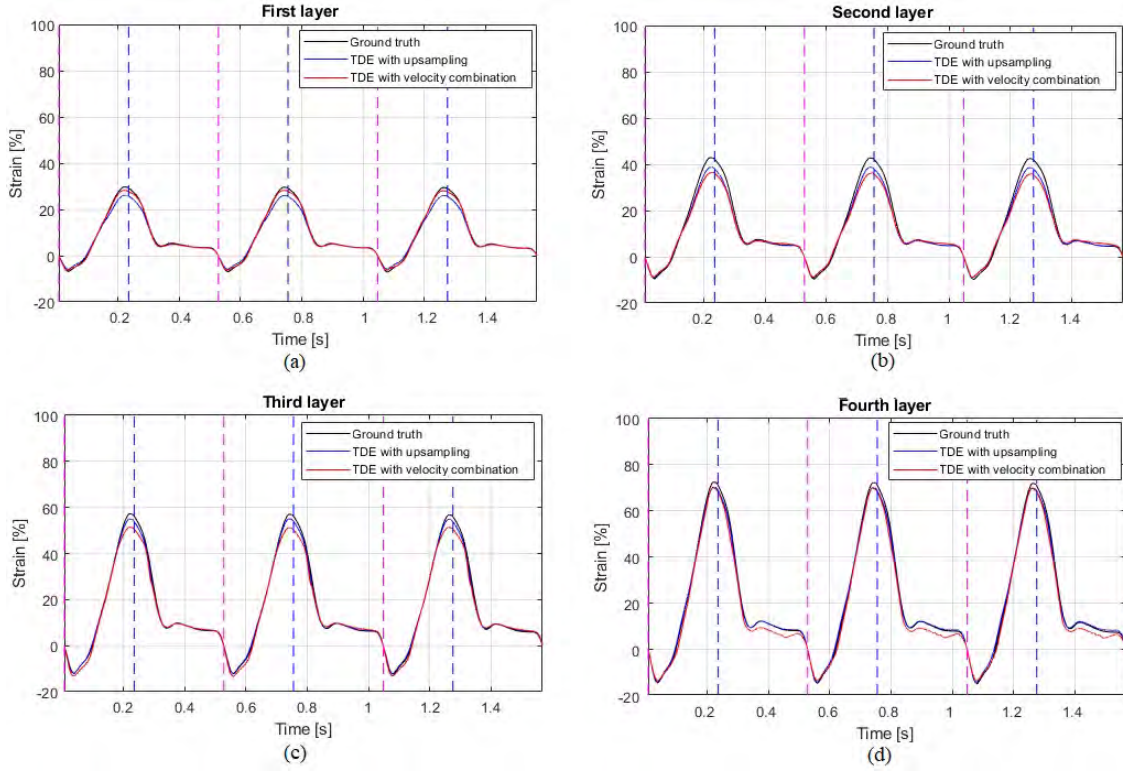 First layer
100
80
60
40
20
0
-20
Strain [%]
Ground truth
TDE with upsampling
TDE with velocity combination
0.2 0.4 0.6 0.8 1 1.2 1.4
Time [s]
(a)
Second layer
100
80
60
40
20
0
-20
Strain [%]
Ground truth
TDE with upsampling
TDE with velocity combination
0.2 0.4 0.6 0.8 1 1.2 1.4
Time [s]
(b)
Third layer
100
80
60
40
20
0
-20
Strain [%]
Ground truth
TDE with upsampling
TDE with velocity combination
0.2 0.4 0.6 0.8 1 1.2 1.4
Time [s]
(c)
Fourth layer
100
80
60
40
20
0
-20
Strain [%]
Ground truth
TDE with upsampling
TDE with velocity combination
0.2 0.4 0.6 0.8 1 1.2 1.4
Time [s]
(d)